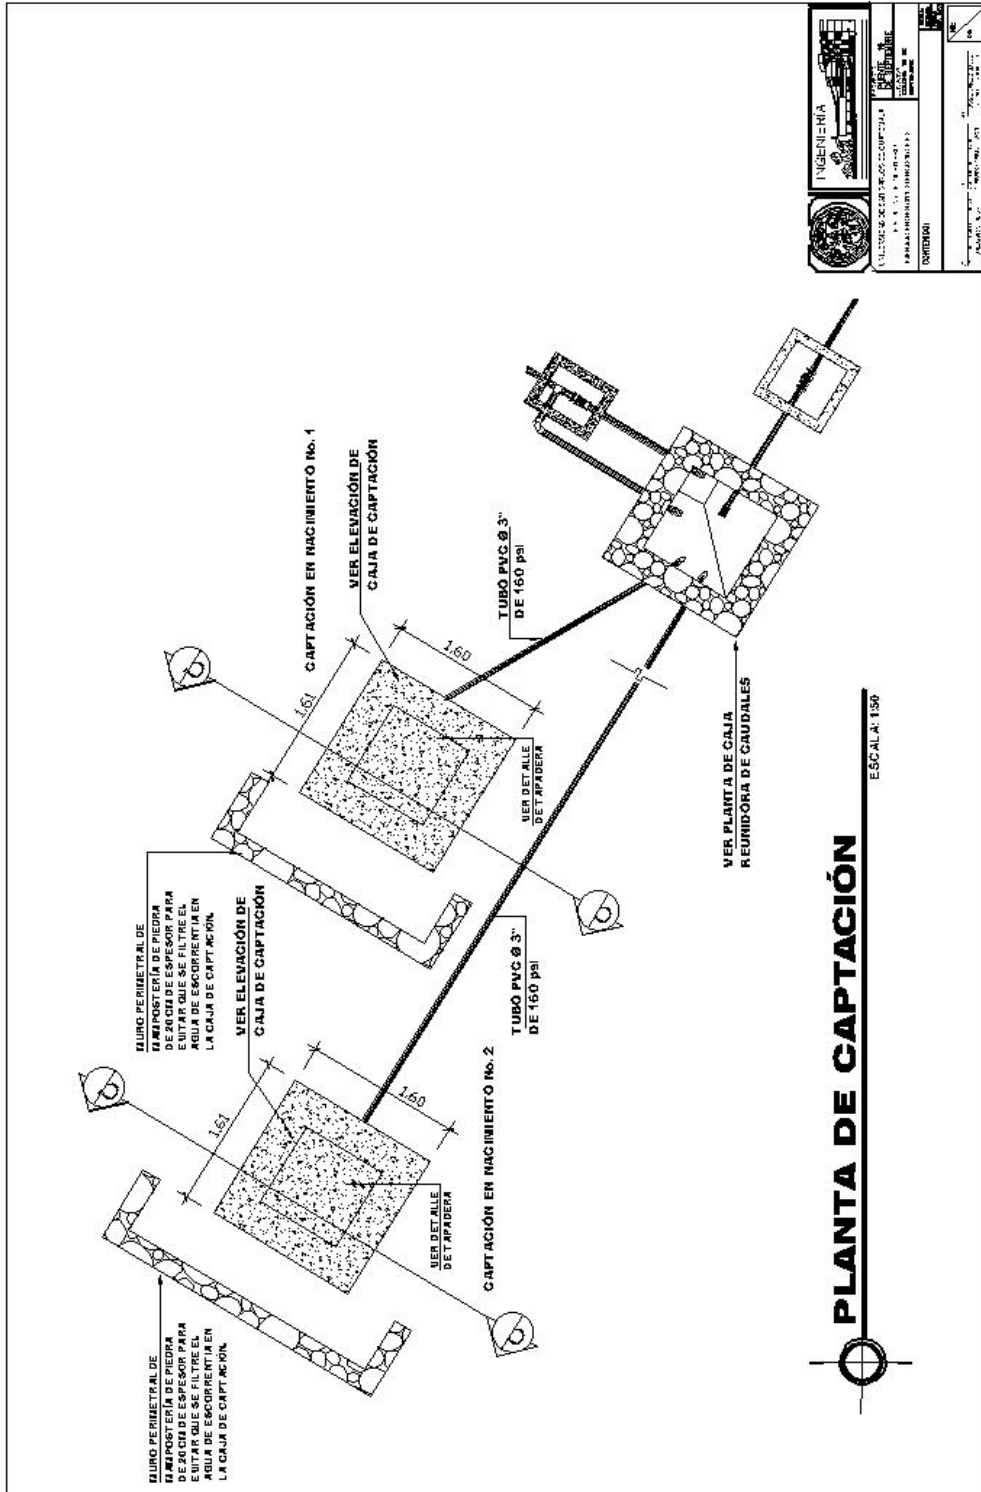 MURO PERIMETRAL DE
MAMPOSTERÍA DE PIEDRA
DE 20 CM DE ESPESOR PARA
EVITAR QUE SE FILTRE EL
AGUA DE ESCORRENTIA EN
LA CAJA DE CAPTACIÓN.
MURO PERIMETRAL DE
MAMPOSTERÍA DE PIEDRA
DE 20 CM DE ESPESOR PARA
EVITAR QUE SE FILTRE EL
AGUA DE ESCORRENTIA EN
LA CAJA DE CAPTACIÓN.
VER ELEVACIÓN DE
CAJA DE CAPTACIÓN
CAPTACIÓN EN NACIMIENTO No. 1
VER ELEVACIÓN DE
CAJA DE CAPTACIÓN
1.61
1.60
1.61
1.60
VER DETALLE
DE TAPADERA
VER DETALLE
DE TAPADERA
CAPTACIÓN EN NACIMIENTO No. 2
TUBO PVC Ø 3"
DE 160 psi
TUBO PVC Ø 3"
DE 160 psi
VER PLANTA DE CAJA
REUNIDORA DE CAUDALES
PLANTA DE CAPTACIÓN
ESCALA: 1:50
INGENIERÍA
PUENTE 16
DE SEPTIEMBRE
CONTENIDO: